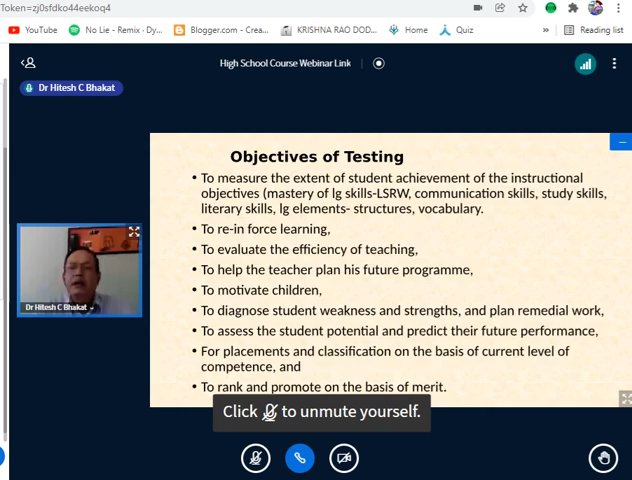 Token=zj0sfdko44eekoq4
YouTube
No Lie - Remix · Dy...
Blogger.com - Crea...
KRISHNA RAO DOD...
Home
Quiz
»
Reading list
High School Course Webinar Link
Dr Hitesh C Bhakat
Objectives of Testing
• To measure the extent of student achievement of the instructional
objectives (mastery of lg skills-LSRW, communication skills, study skills,
literary skills, lg elements- structures, vocabulary.
• To re-in force learning,
• To evaluate the efficiency of teaching,
• To help the teacher plan his future programme,
• To motivate children,
• To diagnose student weakness and strengths, and plan remedial work,
• To assess the student potential and predict their future performance,
• For placements and classification on the basis of current level of
competence, and
• To rank and promote on the basis of merit.
Dr Hitesh C Bhakat
Click to unmute yourself.